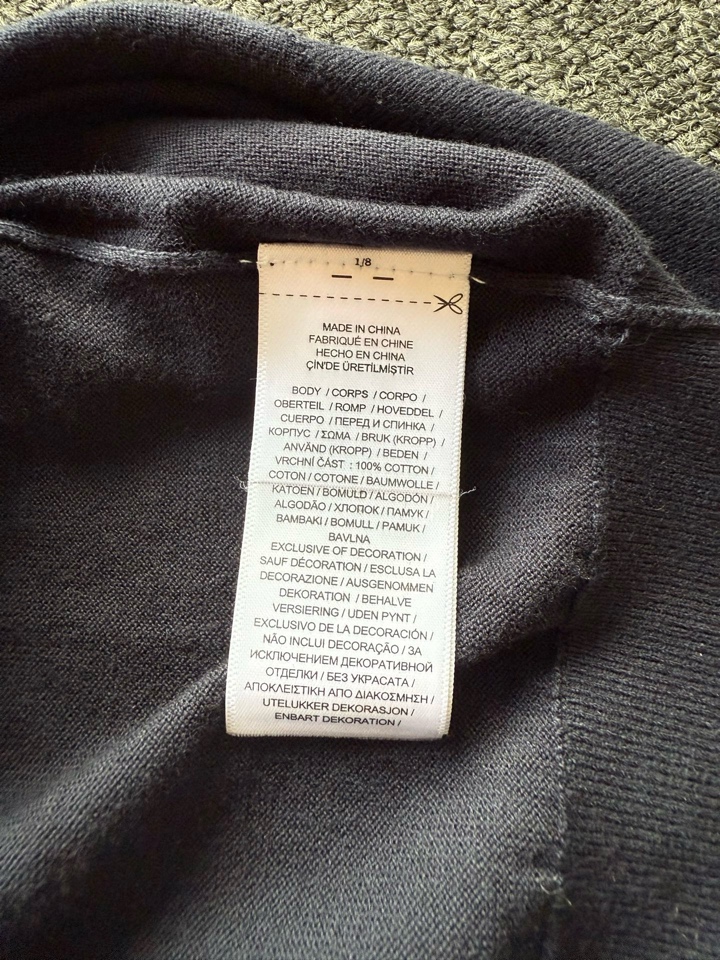 1/8
MADE IN CHINA
FABRIQUÉ EN CHINE
HECHO EN CHINA
ÇİN'DE ÜRETİLMİŞTİR
BODY / CORPS / CORPO /
OBERTEIL / ROMP / HOVEDDEL /
CUERPO / ПЕРЕД И СПИНКА /
КОРПУС / ΣΩΜΑ / BRUK (KROPP) /
ANVÄND (KROPP) / BEDEN /
VRCHNÍ ČÁST : 100% COTTON /
COTON / COTONE / BAUMWOLLE /
KATOEN / BOMULD / ALGODÓN /
ALGODÃO / ХЛОПОК / ПАМУК /
BAMBAKI / BOMULL / PAMUK /
BAVLNA
EXCLUSIVE OF DECORATION /
SAUF DÉCORATION / ESCLUSA LA
DECORAZIONE / AUSGENOMMEN
DEKORATION / BEHALVE
VERSIERING / UDEN PYNT /
EXCLUSIVO DE LA DECORACIÓN /
NÃO INCLUI DECORAÇÃO / ЗА
ИСКЛЮЧЕНИЕМ ДЕКОРАТИВНОЙ
ОТДЕЛКИ / БЕЗ УКРАСАТА /
ΑΠΟΚΛΕΙΣΤΙΚΗ ΑΠΟ ΔΙΑΚΟΣΜΗΣΗ /
UTELUKKER DEKORASJON /
ENBART DEKORATION /